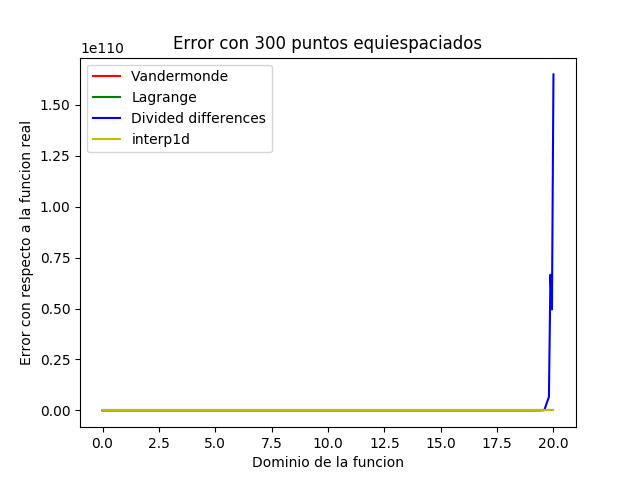 Error con 300 puntos equiespaciados
1e110
Vandermonde
Lagrange
Divided differences
interp1d
1.50
1.25
1.00
0.75
0.50
0.25
0.00
Error con respecto a la funcion real
0.0 2.5 5.0 7.5 10.0 12.5 15.0 17.5 20.0
Dominio de la funcion